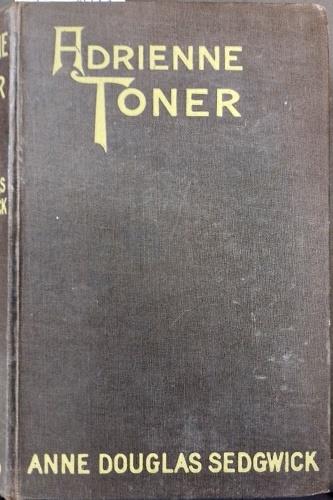 ADRIENNE
TONER
ANNE DOUGLAS SEDGWICK